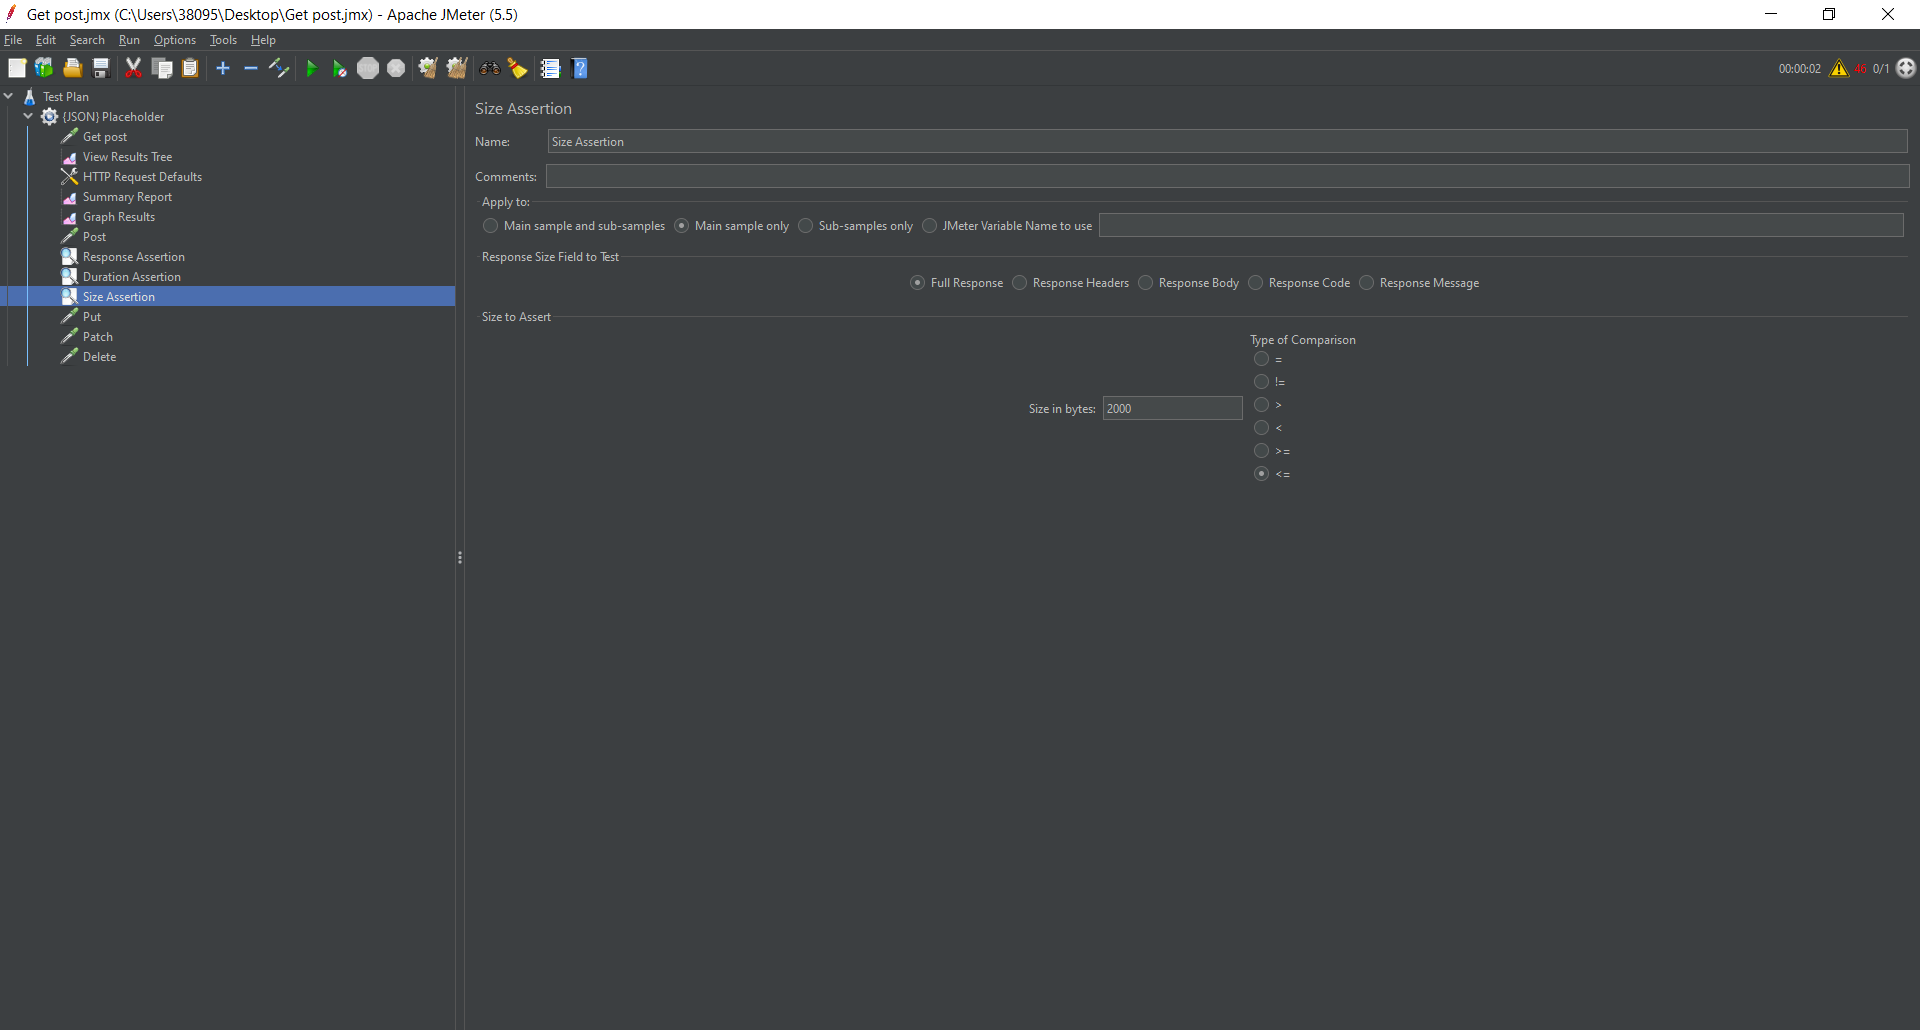 Get post.jmx (C:\Users\38095\Desktop\Get post.jmx) - Apache JMeter (5.5)
File Edit Search Run Options Tools Help
00:00:02 46 0/1
Test Plan
{JSON} Placeholder
Get post
View Results Tree
HTTP Request Defaults
Summary Report
Graph Results
Post
Response Assertion
Duration Assertion
Size Assertion
Put
Patch
Delete
Size Assertion
Name: Size Assertion
Comments:
Apply to:
Main sample and sub-samples Main sample only Sub-samples only JMeter Variable Name to use
Response Size Field to Test
Full Response Response Headers Response Body Response Code Response Message
Size to Assert
Type of Comparison
=
!=
>
Size in bytes: 2000
<
>=
<=